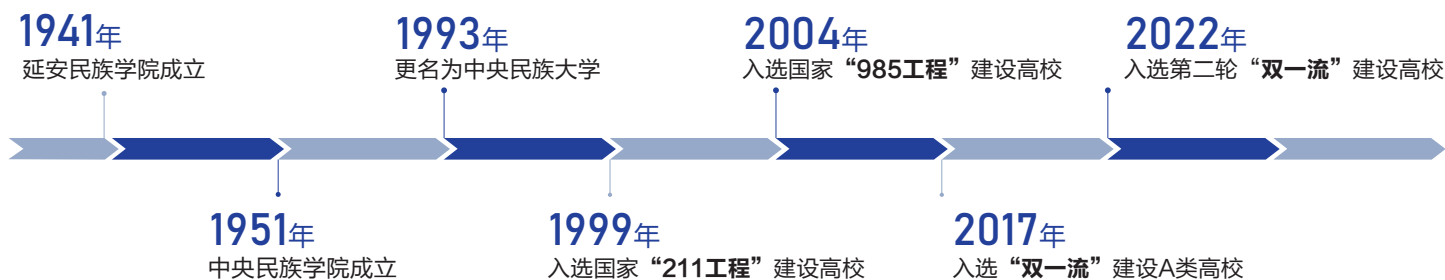 1941年
延安民族学院成立
1993年
更名为中央民族大学
2004年
入选国家“985工程”建设高校
2022年
入选第二轮“双一流”建设高校
1951年
中央民族学院成立
1999年
入选国家“211工程”建设高校
2017年
入选“双一流”建设A类高校